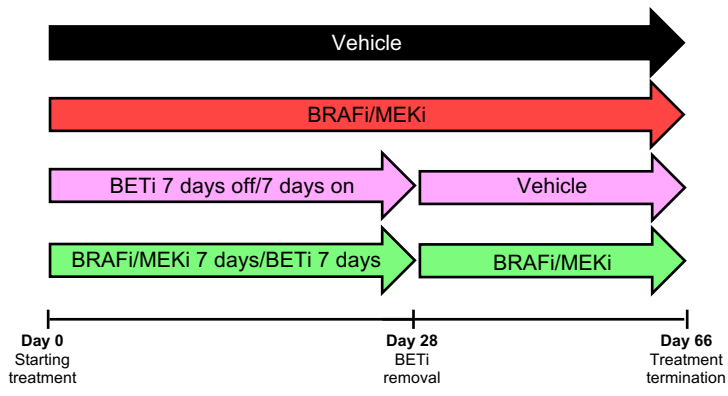 Vehicle
BRAFi/MEKi
BETi 7 days off/7 days on
Vehicle
BRAFi/MEKi 7 days/BETi 7 days
BRAFi/MEKi
Day 0
Starting
treatment
Day 28
BETi
removal
Day 66
Treatment
termination